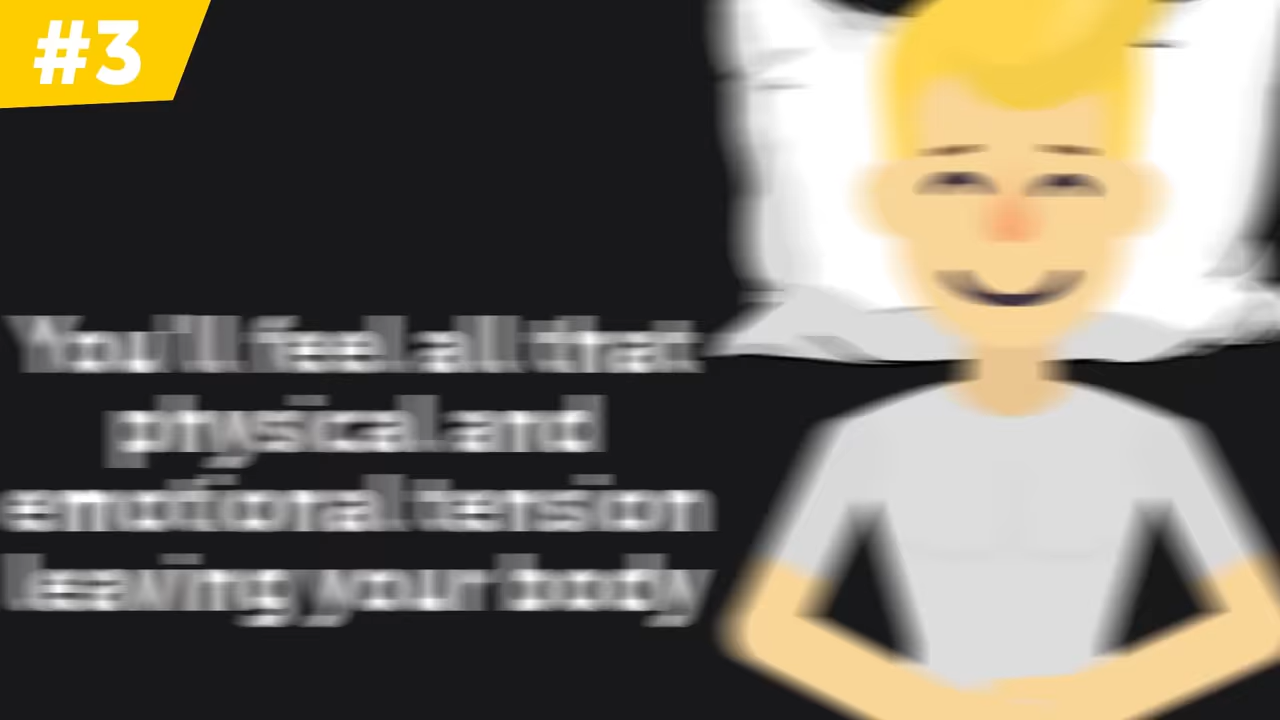 #3
You'll feel all that
physical and
emotional tension
leaving your body